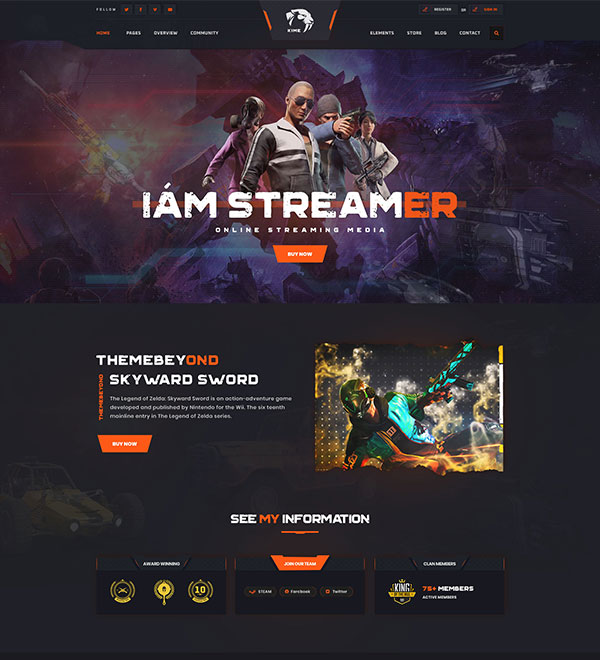 FOLLOW
REGISTER OR SIGN IN
HOME PAGES OVERVIEW COMMUNITY
KIME
ELEMENTS STORE BLOG CONTACT
IÁM STREAMER
ONLINE STREAMING MEDIA
BUY NOW
THEMEBEYOND
THEMEBEYOND
SKYWARD SWORD
The Legend of Zelda: Skyward Sword is an action-adventure game
developed and published by Nintendo for the Wii. The six teenth
mainline entry in The Legend of Zelda series.
BUY NOW
SEE MY INFORMATION
AWARD WINNING
10
JOIN OUR TEAM
STEAM
Facebook
Twitter
CLAN MEMBERS
KING
75+ MEMBERS
ACTIVE MEMBERS